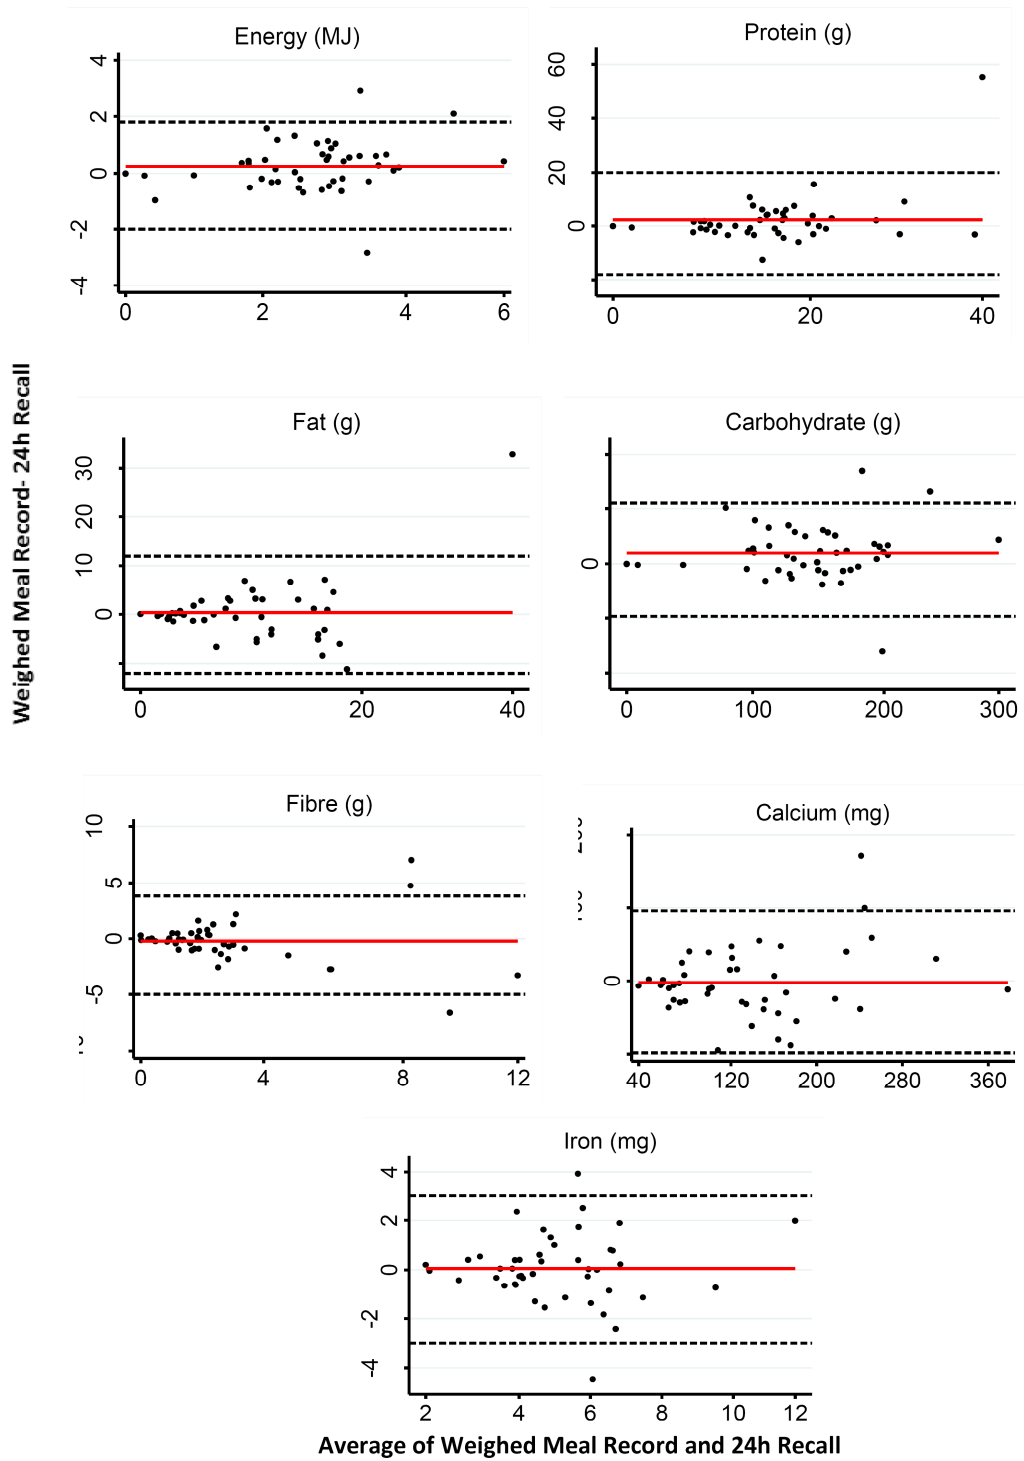 Energy (MJ)
4
2
0
-2
-4
0 2 4 6
Protein (g)
60
40
20
0
0 20 40
Weighed Meal Record- 24h Recall
Fat (g)
30
20
10
0
0 20 40
Carbohydrate (g)
0
0 100 200 300
Fibre (g)
10
5
0
-5
0 4 8 12
Calcium (mg)
0
40 120 200 280 360
Iron (mg)
4
2
0
-2
-4
2 4 6 8 10 12
Average of Weighed Meal Record and 24h Recall